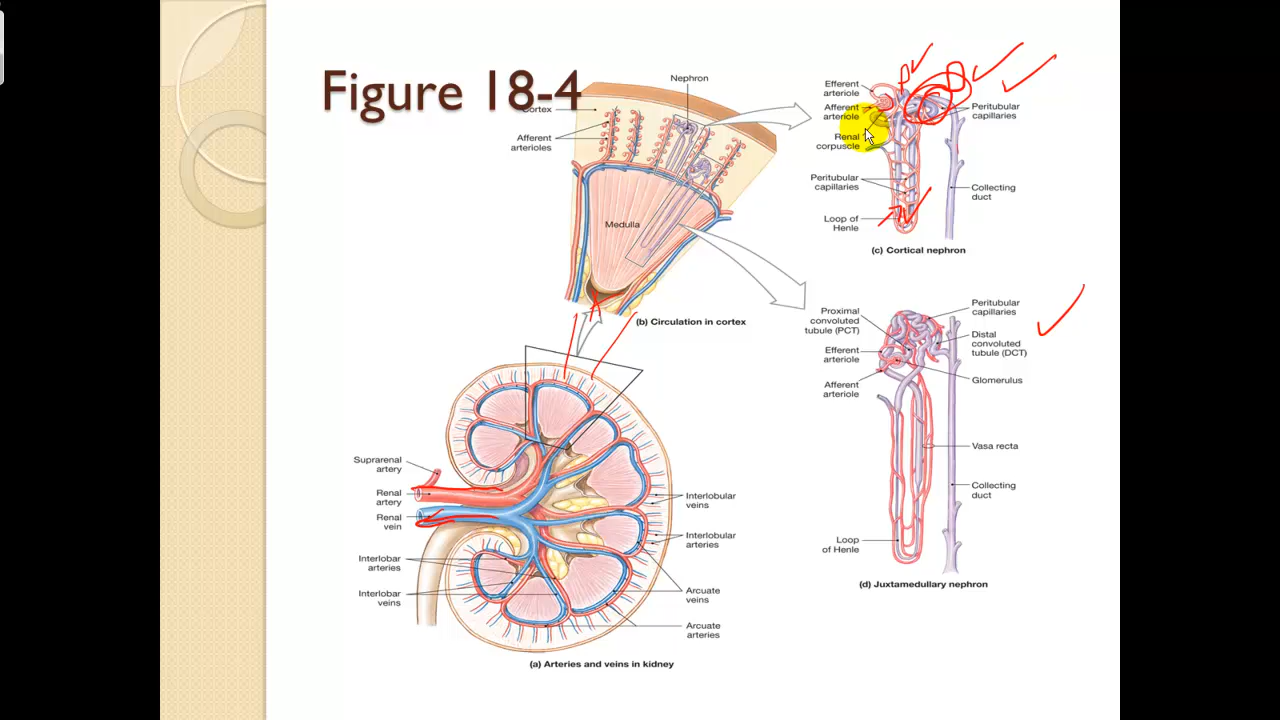 Figure 18-4
Nephron
Cortex
Afferent
arterioles
Medulla
(b) Circulation in cortex
Efferent
arteriole
Afferent
arteriole
Renal
corpuscle
Peritubular
capillaries
Loop of
Henle
Peritubular
capillaries
Collecting
duct
(c) Cortical nephron
Proximal
convoluted
tubule (PCT)
Efferent
arteriole
Afferent
arteriole
Loop
of Henle
Peritubular
capillaries
Distal
convoluted
tubule (DCT)
Glomerulus
Vasa recta
Collecting
duct
(d) Juxtamedullary nephron
Suprarenal
artery
Renal
artery
Renal
vein
Interlobar
arteries
Interlobar
veins
Interlobular
veins
Interlobular
arteries
Arcuate
veins
Arcuate
arteries
(a) Arteries and veins in kidney